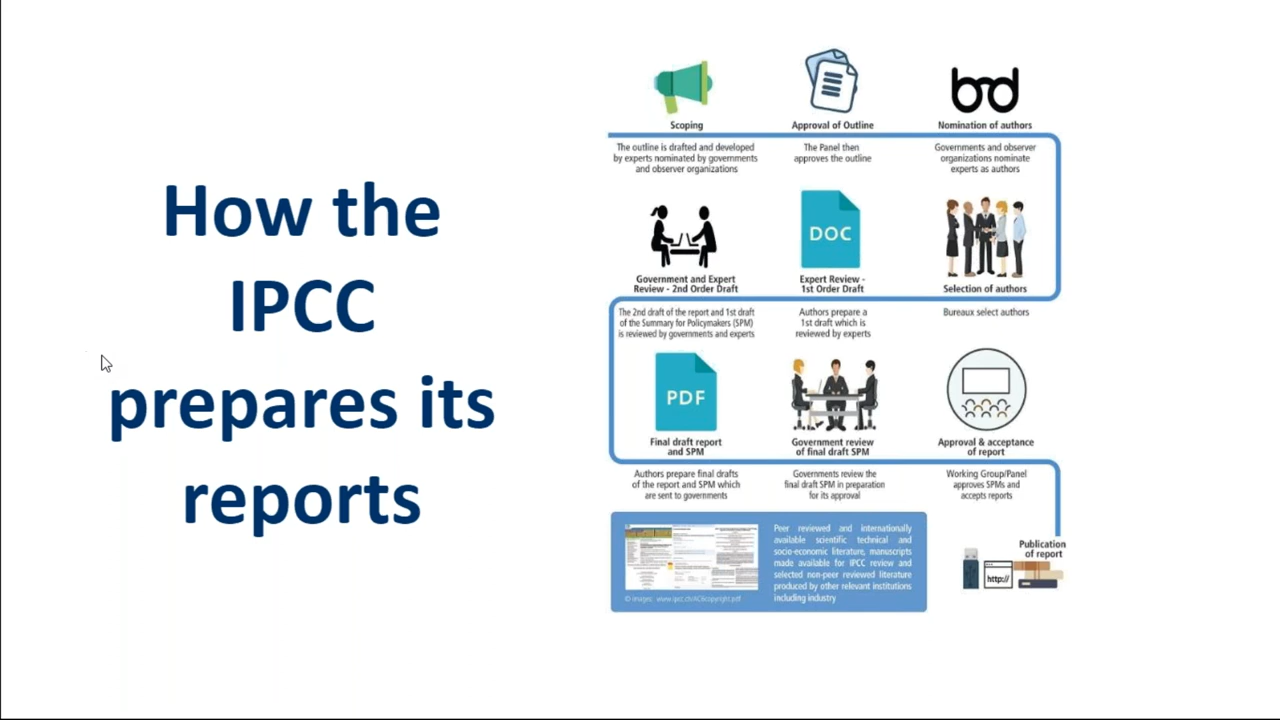 How the
IPCC
prepares its
reports
Scoping
The outline is drafted and developed
by experts nominated by governments
and observer organizations
Approval of Outline
The Panel then
approves the outline
Nomination of authors
Governments and observer
organizations nominate
experts as authors
Selection of authors
Bureaux select authors
DOC
Expert Review -
1st Order Draft
Authors prepare a
1st draft which is
reviewed by experts
Government and Expert
Review - 2nd Order Draft
The 2nd draft of the report and 1st draft
of the Summary for Policymakers (SPM)
is reviewed by governments and experts
PDF
Final draft report
and SPM
Authors prepare final drafts
of the report and SPM which
are sent to governments
Government review
of final draft SPM
Governments review the
final draft SPM in preparation
for its approval
Approval & acceptance
of report
Working Group/Panel
approves SPMs and
accepts reports
Publication
of report
http://
Peer reviewed and internationally
available scientific technical and
socio-economic literature, manuscripts
made available for IPCC review and
selected non-peer reviewed literature
produced by other relevant institutions
including industry
© images: www.ipcc.ch/AC6copyright.pdf